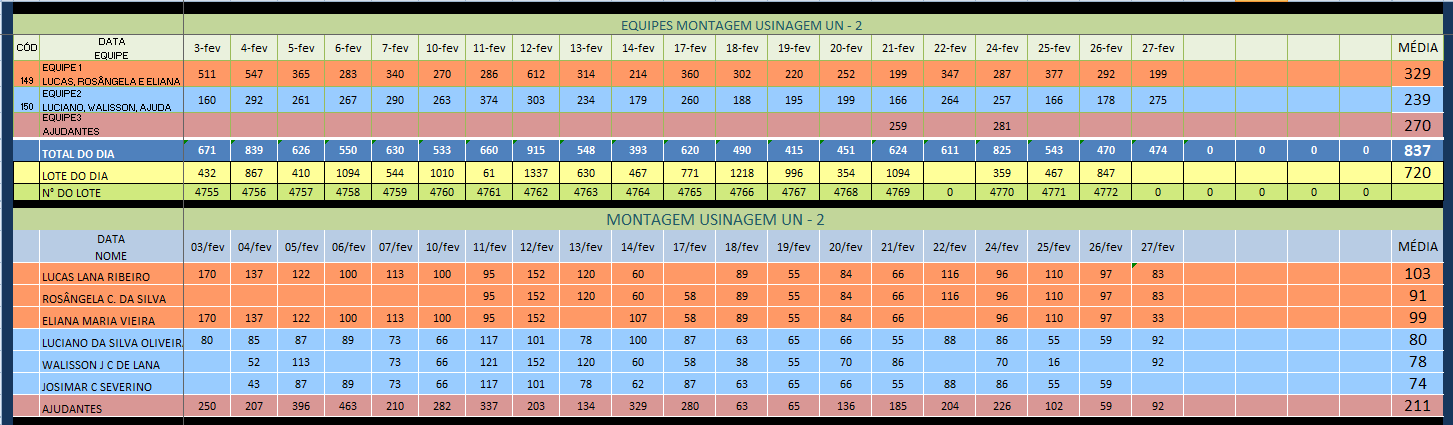 EQUIPES MONTAGEM USINAGEM UN - 2
CÓD DATA EQUIPE 3-fev 4-fev 5-fev 6-fev 7-fev 10-fev 11-fev 12-fev 13-fev 14-fev 17-fev 18-fev 19-fev 20-fev 21-fev 22-fev 24-fev 25-fev 26-fev 27-fev MÉDIA
EQUIPE 1
149 LUCAS, ROSÂNGELA E ELIANA 511 547 365 283 340 270 286 612 314 214 360 302 220 252 199 347 287 377 292 199 329
EQUIPE2
150 LUCIANO, WALISSON, AJUDA 160 292 261 267 290 263 374 303 234 179 260 188 195 199 166 264 257 166 178 275 239
EQUIPE3
AJUDANTES 259 281 270
TOTAL DO DIA 671 839 626 550 630 533 660 915 548 393 620 490 415 451 624 611 825 543 470 474 0 0 0 0 837
LOTE DO DIA 432 867 410 1094 544 1010 61 1337 630 467 771 1218 996 354 1094 359 467 847 720
N° DO LOTE 4755 4756 4757 4758 4759 4760 4761 4762 4763 4764 4765 4766 4767 4768 4769 0 4770 4771 4772 0 0 0 0 0
MONTAGEM USINAGEM UN - 2
DATA NOME 03/fev 04/fev 05/fev 06/fev 07/fev 10/fev 11/fev 12/fev 13/fev 14/fev 17/fev 18/fev 19/fev 20/fev 21/fev 22/fev 24/fev 25/fev 26/fev 27/fev MÉDIA
LUCAS LANA RIBEIRO 170 137 122 100 113 100 95 152 120 60 89 55 84 66 116 96 110 97 83 103
ROSÂNGELA C. DA SILVA 95 152 120 60 58 89 55 84 66 116 96 110 97 83 91
ELIANA MARIA VIEIRA 170 137 122 100 113 100 95 152 107 58 89 55 84 66 96 110 97 33 99
LUCIANO DA SILVA OLIVEIRA 80 85 87 89 73 66 117 101 78 100 87 63 65 66 55 88 86 55 59 92 80
WALISSON J C DE LANA 52 113 73 66 121 152 120 60 58 38 55 70 86 70 16 92 78
JOSIMAR C SEVERINO 43 87 89 73 66 117 101 78 62 87 63 65 66 55 88 86 55 59 74
AJUDANTES 250 207 396 463 210 282 337 203 134 329 280 63 65 136 185 204 226 102 59 92 211